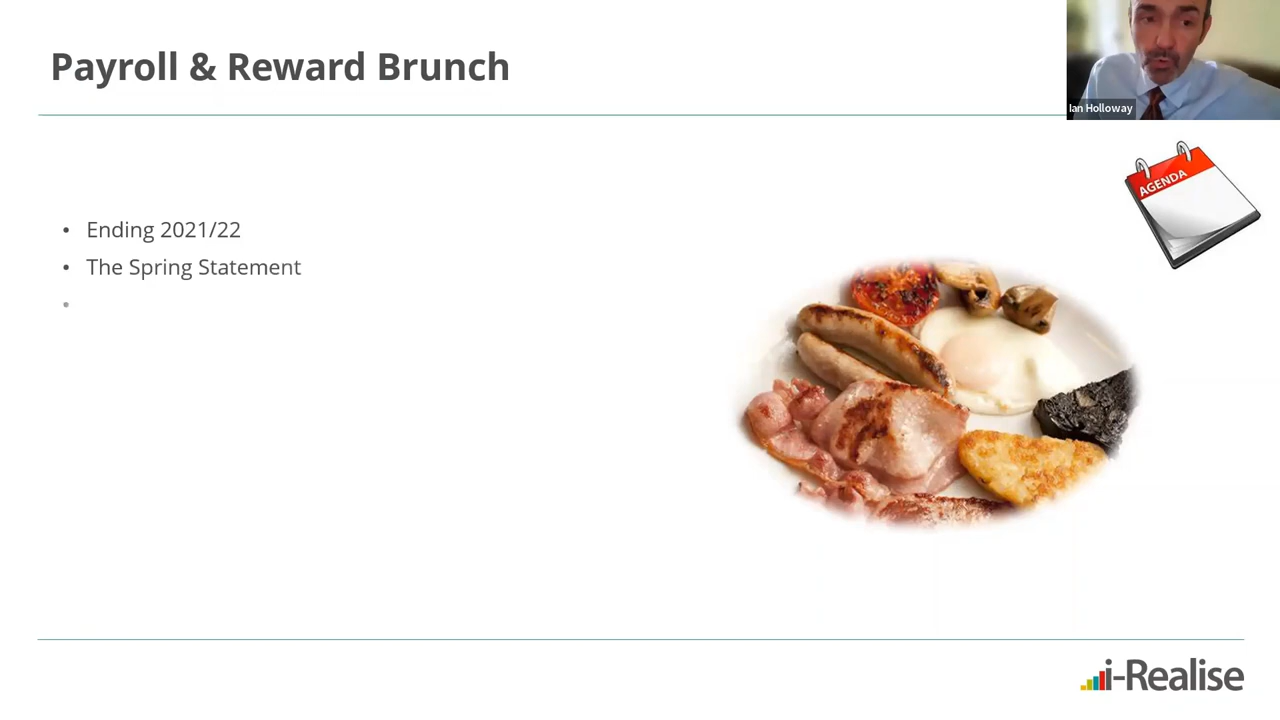 Payroll & Reward Brunch
Ian Holloway
AGENDA
• Ending 2021/22
• The Spring Statement
•
i-Realise